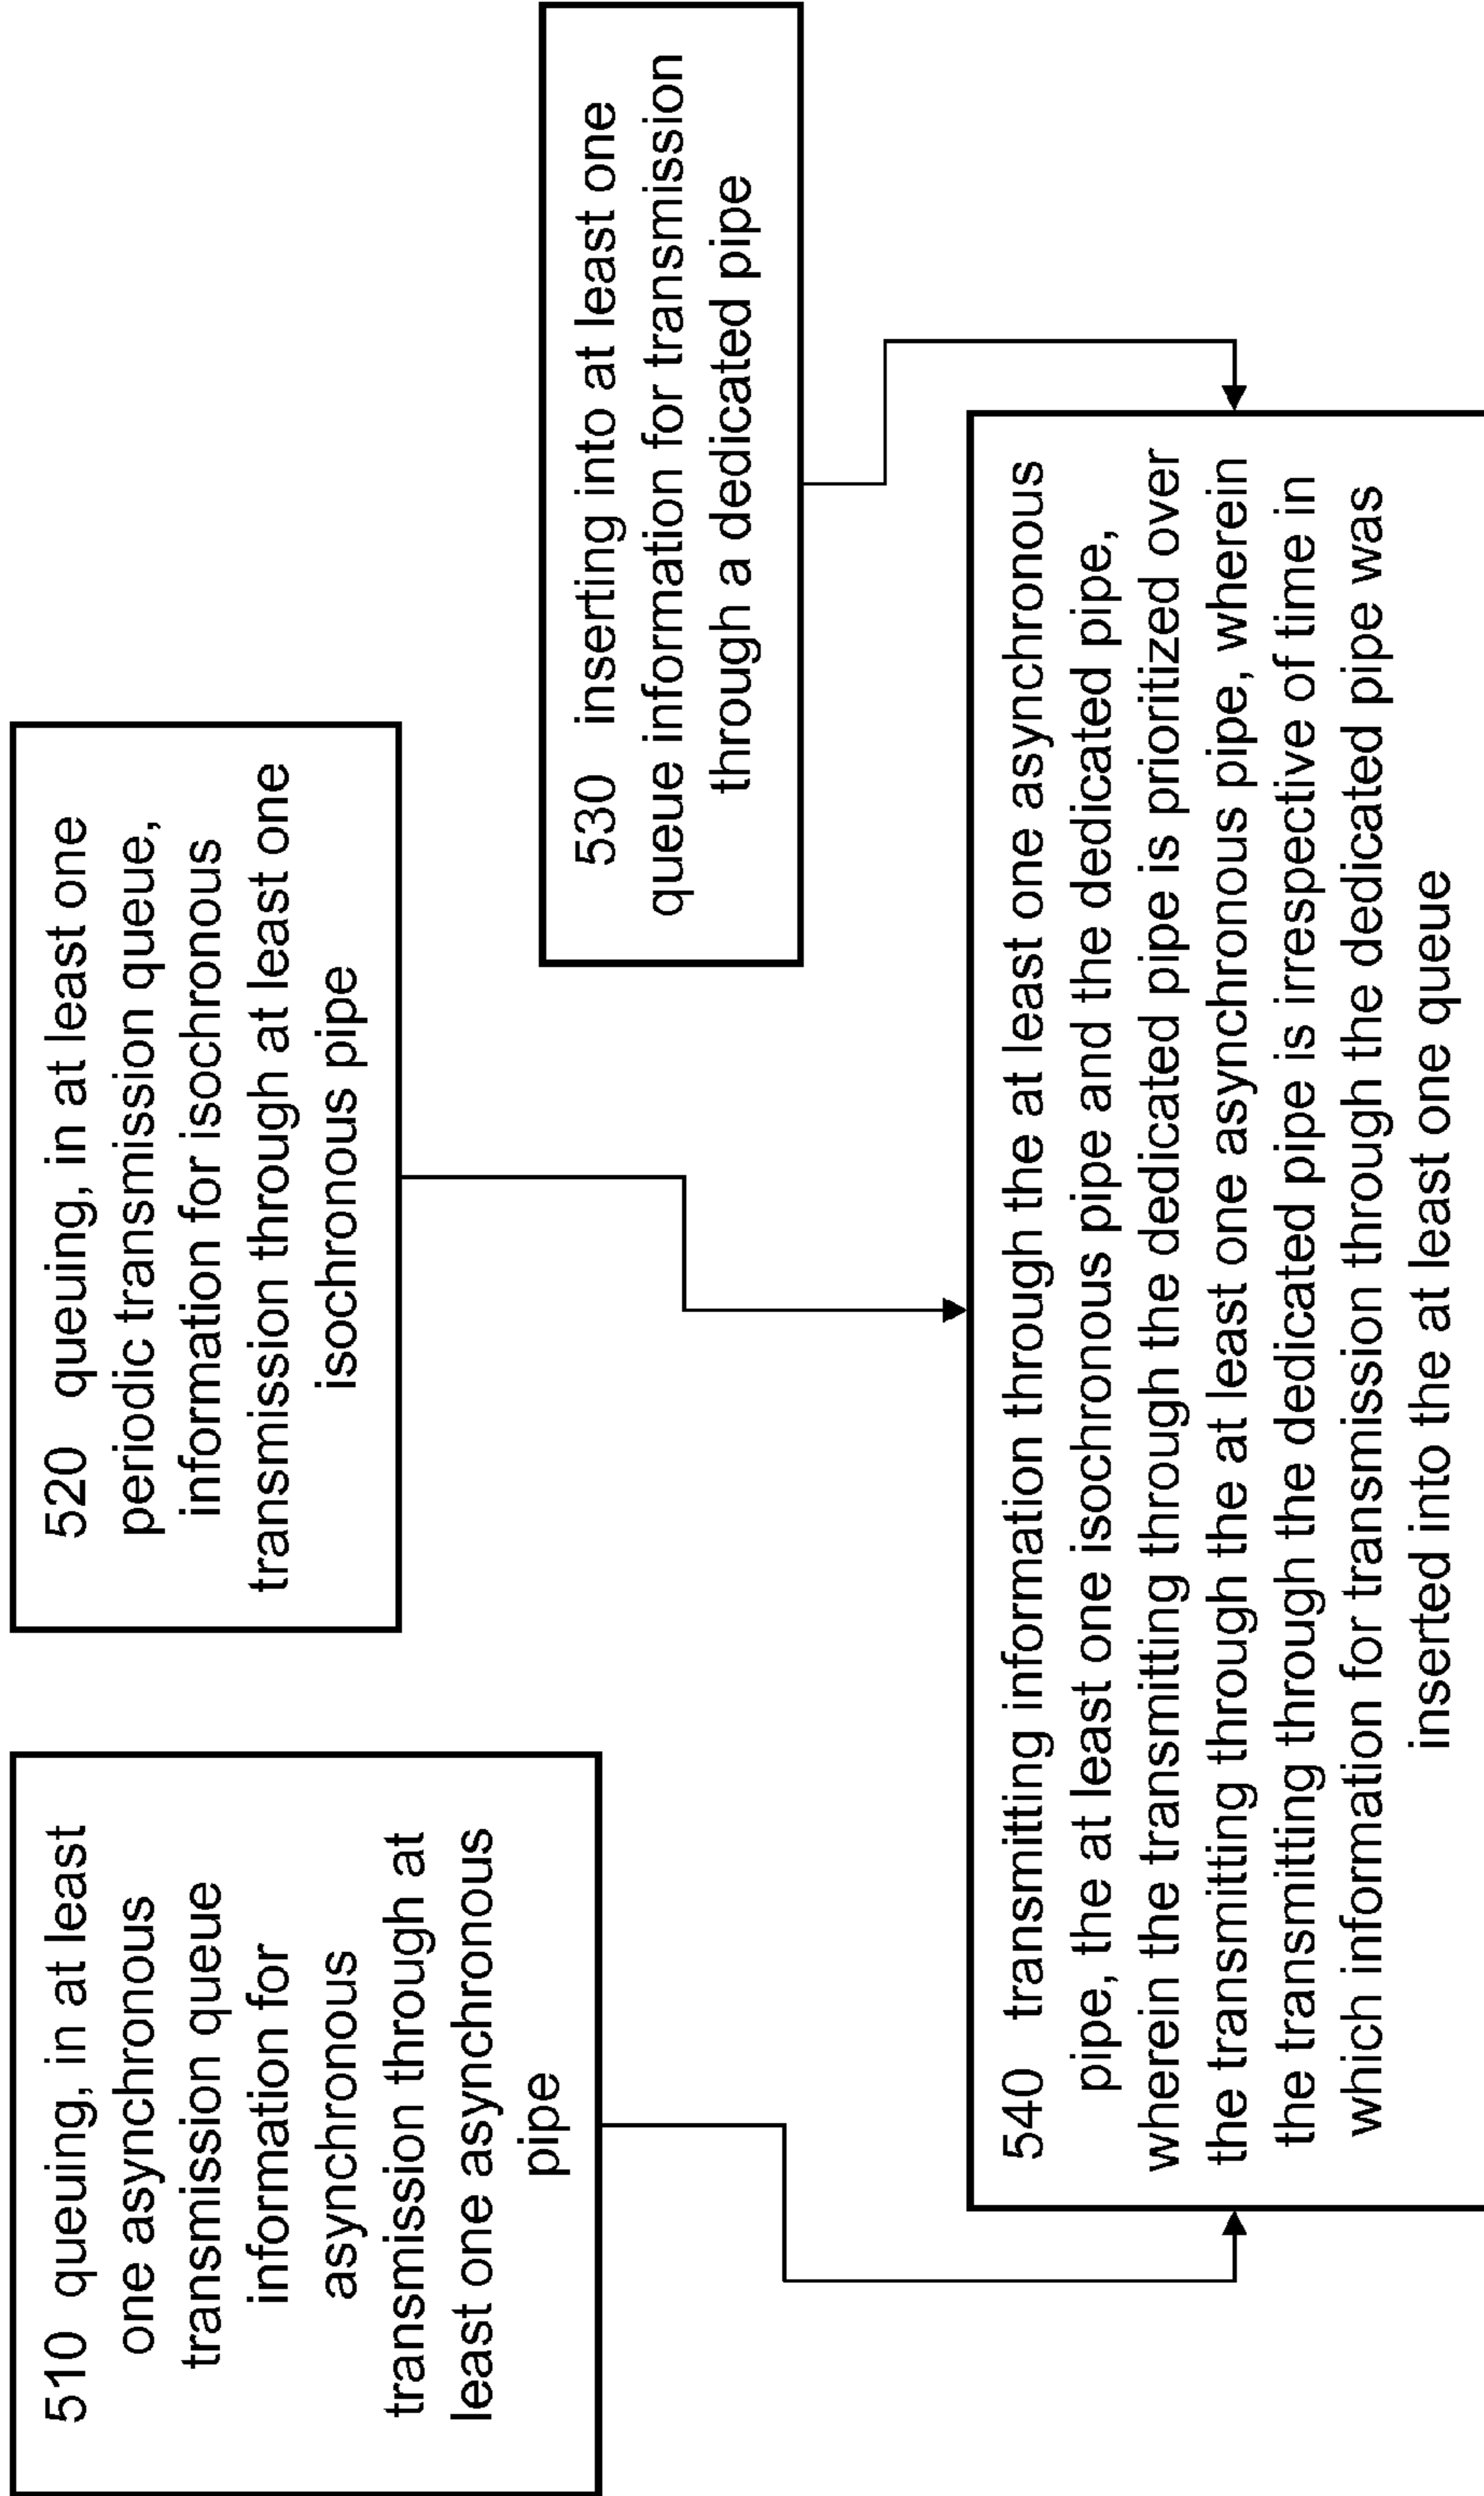 510 queuing, in at least
one asynchronous
transmission queue
information for
asynchronous
transmission through at
least one asynchronous
pipe
520 queuing, in at least one
periodic transmission queue,
information for isochronous
transmission through at least one
isochronous pipe
530 inserting into at least one
queue information for transmission
through a dedicated pipe
540 transmitting information through the at least one asynchronous
pipe, the at least one isochronous pipe and the dedicated pipe,
wherein the transmitting through the dedicated pipe is prioritized over
the transmitting through the at least one asynchronous pipe, wherein
the transmitting through the dedicated pipe is irrespective of time in
which information for transmission through the dedicated pipe was
inserted into the at least one queue